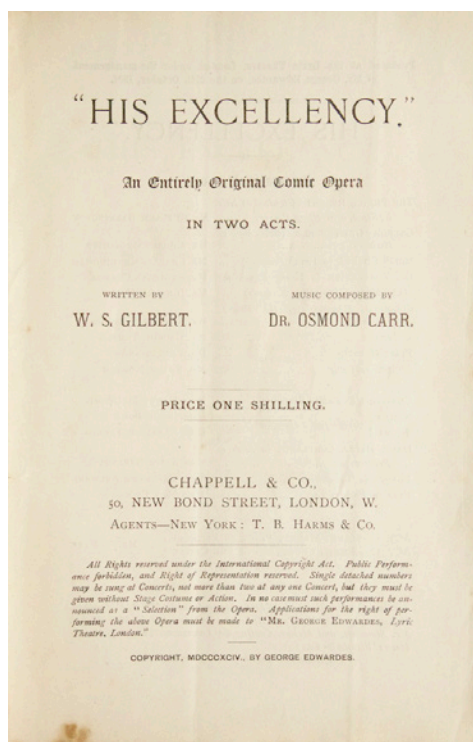 "HIS EXCELLENCY."
An Entirely Original Comic Opera
IN TWO ACTS.
WRITTEN BY
W. S. GILBERT.
MUSIC COMPOSED BY
DR. OSMOND CARR.
PRICE ONE SHILLING.
CHAPPELL & CO.,
50, NEW BOND STREET, LONDON, W.
AGENTS—NEW YORK: T. B. HARMS & CO.
All Rights reserved under the International Copyright Act. Public Perform-
ance forbidden, and Right of Representation reserved. Single detached numbers
may be sung at Concerts, not more than two at any one Concert, but they must be
given without Stage Costume or Action. In no case must such performances be an-
nounced as a "Selection" from the Opera. Applications for the right of per-
forming the above Opera must be made to "MR. GEORGE EDWARDES, Lyric
Theatre, London."
COPYRIGHT, MDCCCXCIV., BY GEORGE EDWARDES.